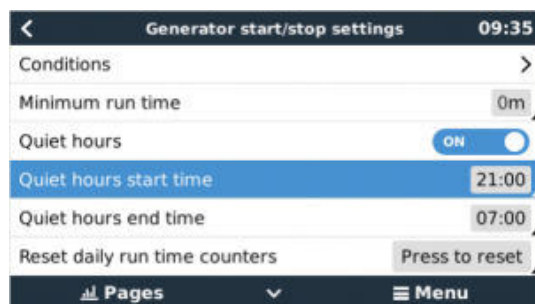 Generator start/stop settings 09:35
Conditions
Minimum run time 0m
Quiet hours ON
Quiet hours start time 21:00
Quiet hours end time 07:00
Reset daily run time counters Press to reset
Pages Menu